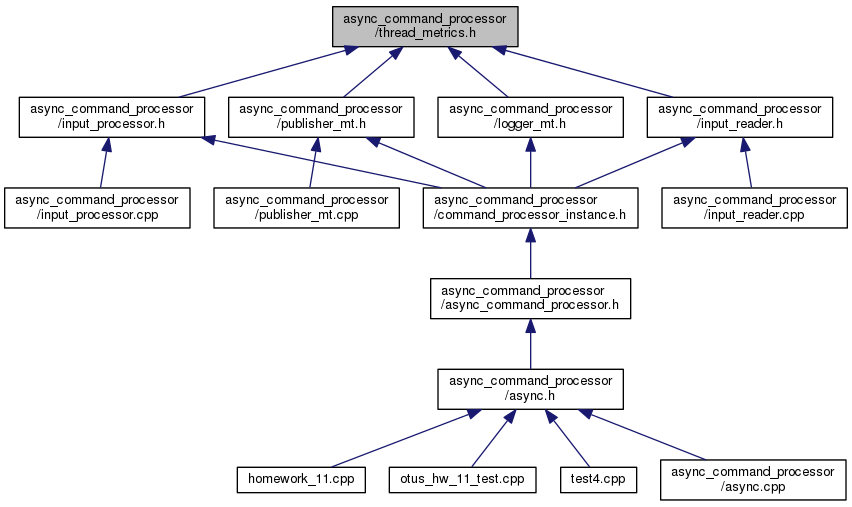 async_command_processor
/thread_metrics.h
async_command_processor
/input_processor.h
async_command_processor
/publisher_mt.h
async_command_processor
/logger_mt.h
async_command_processor
/input_reader.h
async_command_processor
/input_processor.cpp
async_command_processor
/publisher_mt.cpp
async_command_processor
/command_processor_instance.h
async_command_processor
/input_reader.cpp
async_command_processor
/async_command_processor.h
async_command_processor
/async.h
homework_11.cpp
otus_hw_11_test.cpp
test4.cpp
async_command_processor
/async.cpp